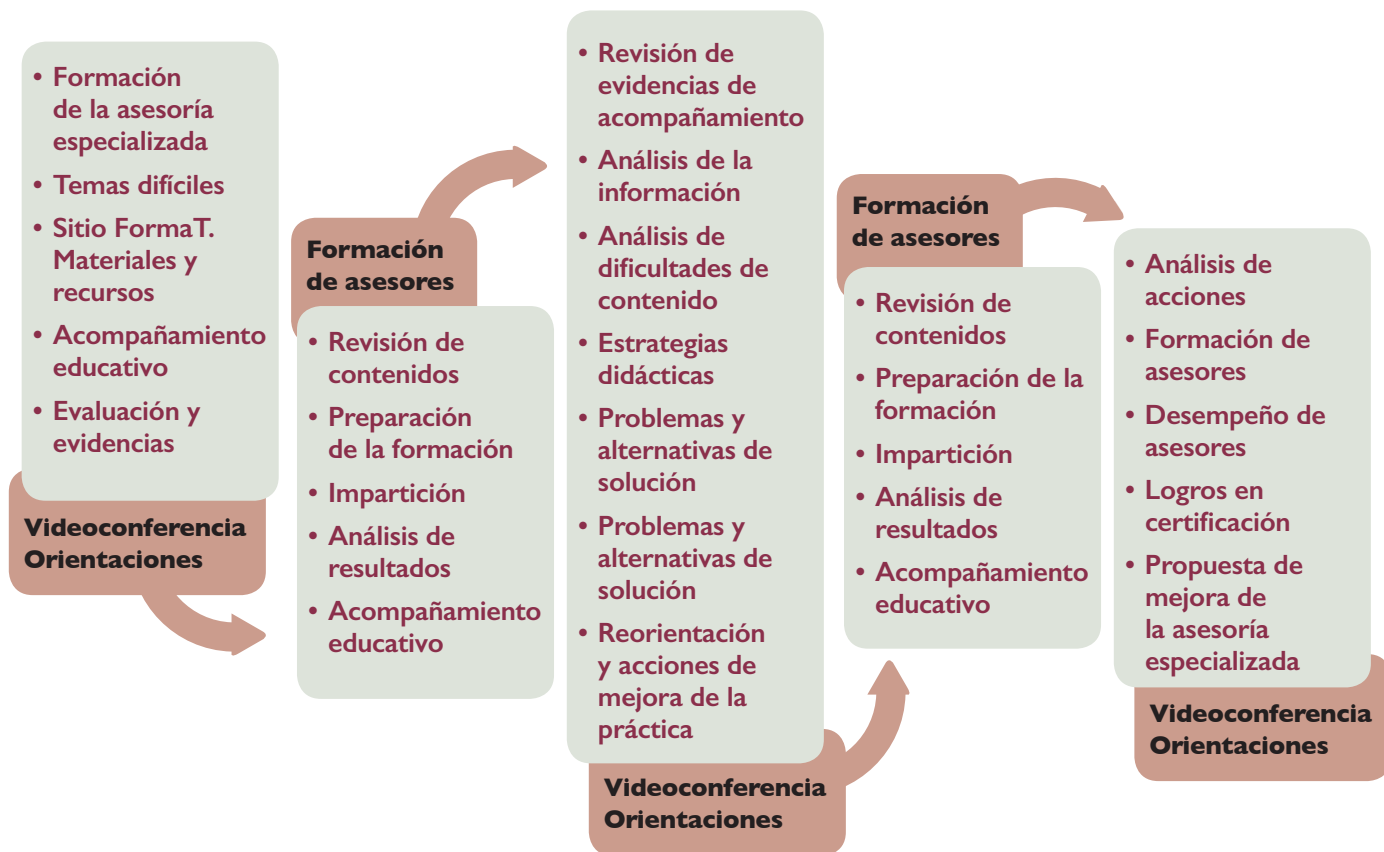 • Formación
de la asesoría
especializada
• Temas difíciles
• Sitio FormaT.
Materiales y
recursos
• Acompañamiento
educativo
• Evaluación y
evidencias
Videoconferencia
Orientaciones
Formación
de asesores
• Revisión de
contenidos
• Preparación
de la formación
• Impartición
• Análisis de
resultados
• Acompañamiento
educativo
• Revisión de
evidencias de
acompañamiento
• Análisis de la
información
• Análisis de
dificultades de
contenido
• Estrategias
didácticas
• Problemas y
alternativas de
solución
• Problemas y
alternativas de
solución
• Reorientación
y acciones de
mejora de la
práctica
Videoconferencia
Orientaciones
Formación
de asesores
• Revisión de
contenidos
• Preparación de la
formación
• Impartición
• Análisis de
resultados
• Acompañamiento
educativo
• Análisis de
acciones
• Formación de
asesores
• Desempeño de
asesores
• Logros en
certificación
• Propuesta de
mejora de
la asesoría
especializada
Videoconferencia
Orientaciones